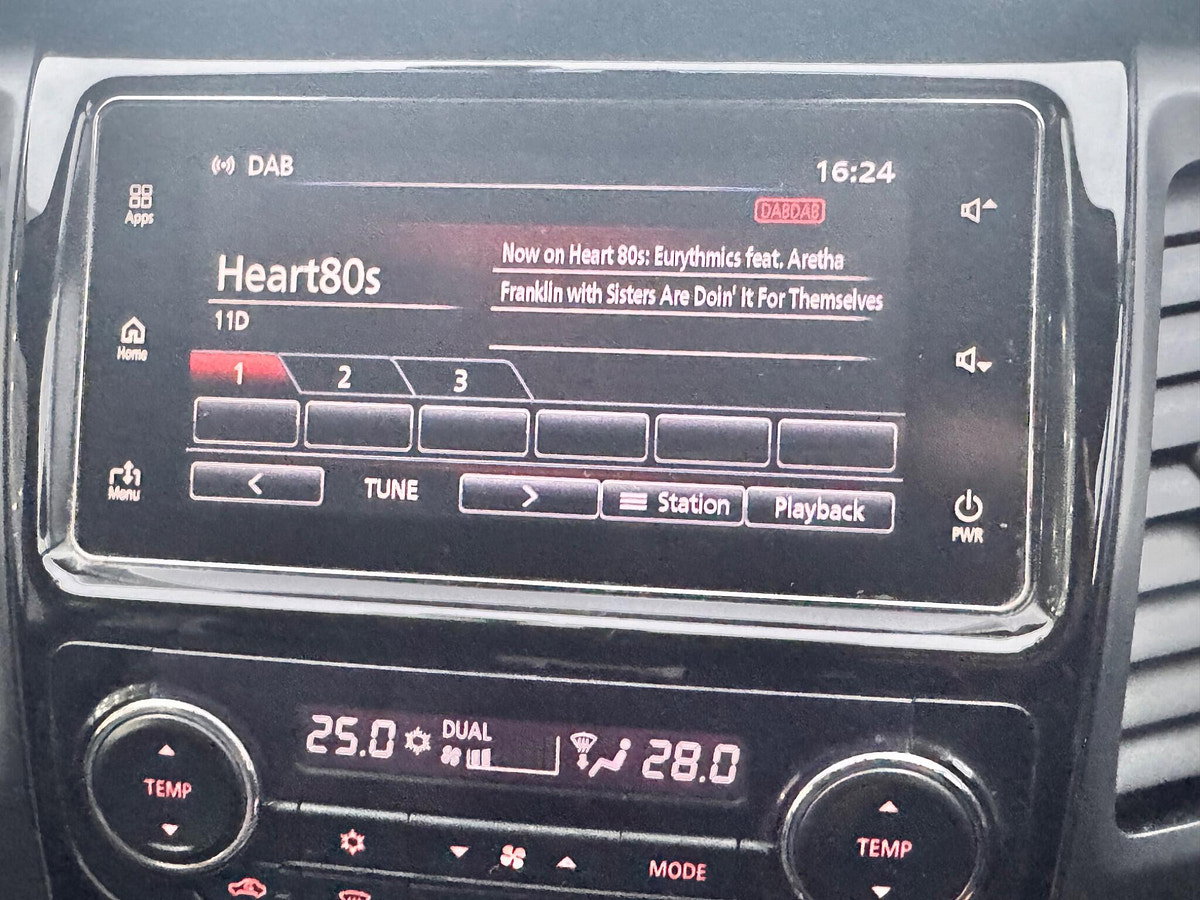 DAB
16:24
Apps
DABDAB
Now on Heart 80s: Eurythmics feat. Aretha
Heart80s
Franklin with Sisters Are Doin' It For Themselves
11D
Home
1 2 3
Menu
TUNE
Station
Playback
PWR
25.0
DUAL
28.0
TEMP
TEMP
MODE